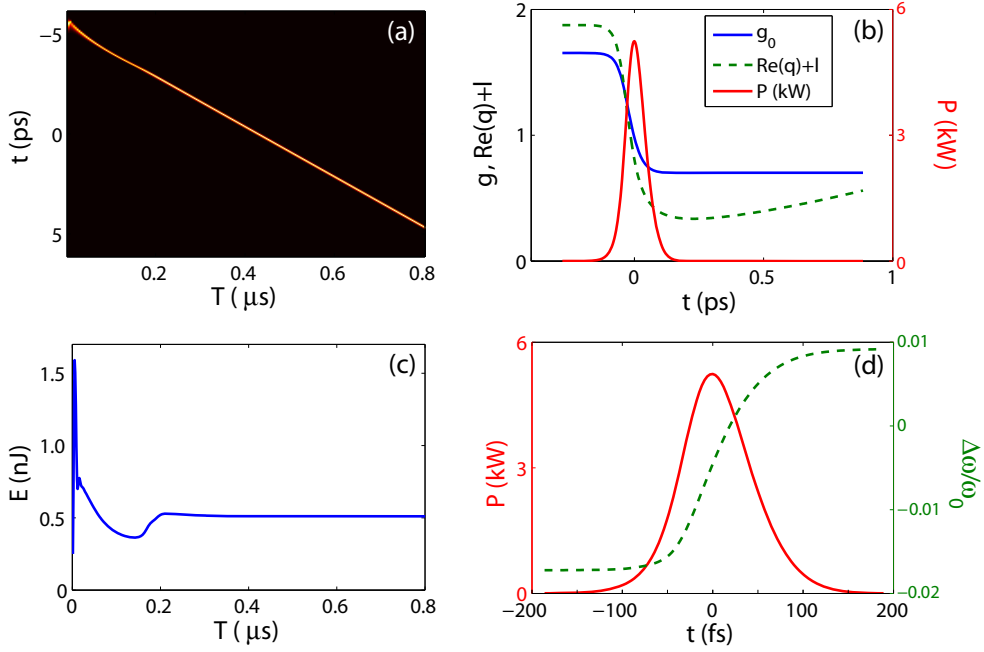 (a)
−5
0
5
t (ps)
0.2
0.4
0.6
0.8
T ( μs)
(b)
2
1
0
g, Re(q)+l
g0
Re(q)+l
P (kW)
6
3
0
P (kW)
0
0.5
1
t (ps)
(c)
1.5
1.0
0.5
0
E (nJ)
0
0.2
0.4
0.6
0.8
T ( μs)
(d)
6
3
0
P (kW)
0.01
0
−0.01
−0.02
Δω/ω0
−200
−100
0
100
200
t (fs)